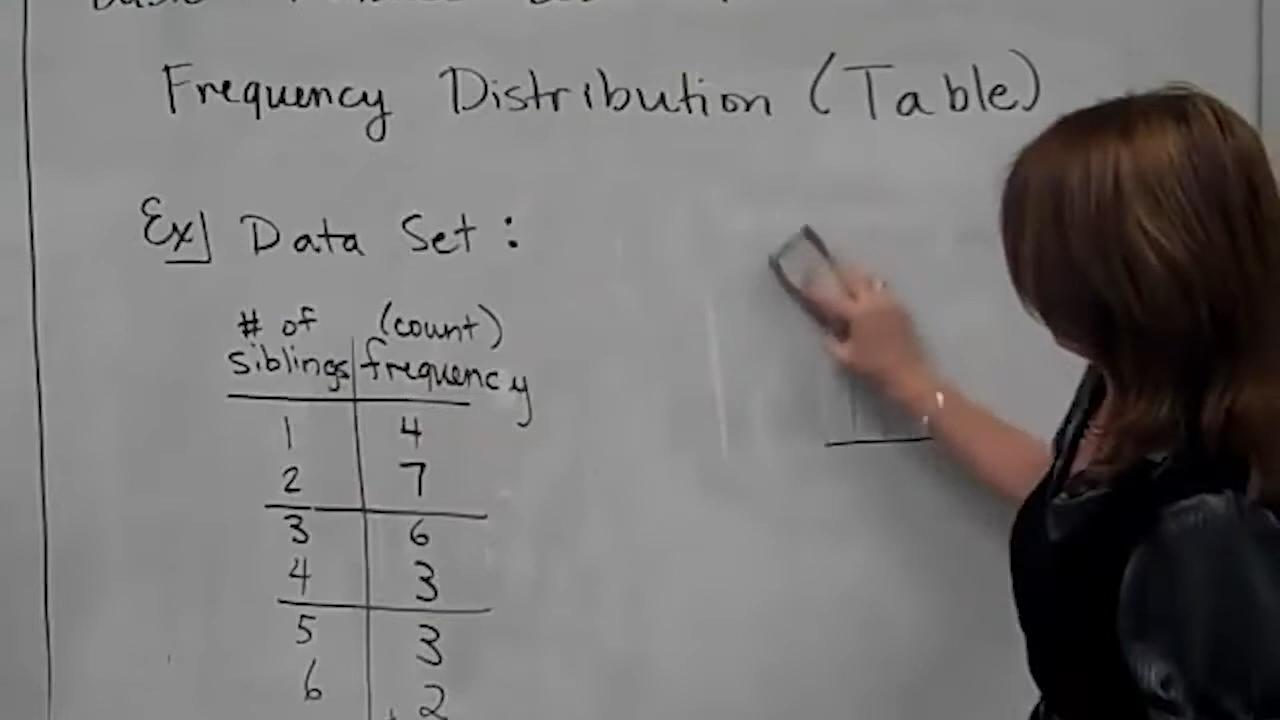 Frequency Distribution (Table)
Ex] Data Set :
# of (count)
siblings frequency
1 4
2 7
3 6
4 3
5 3
6 2